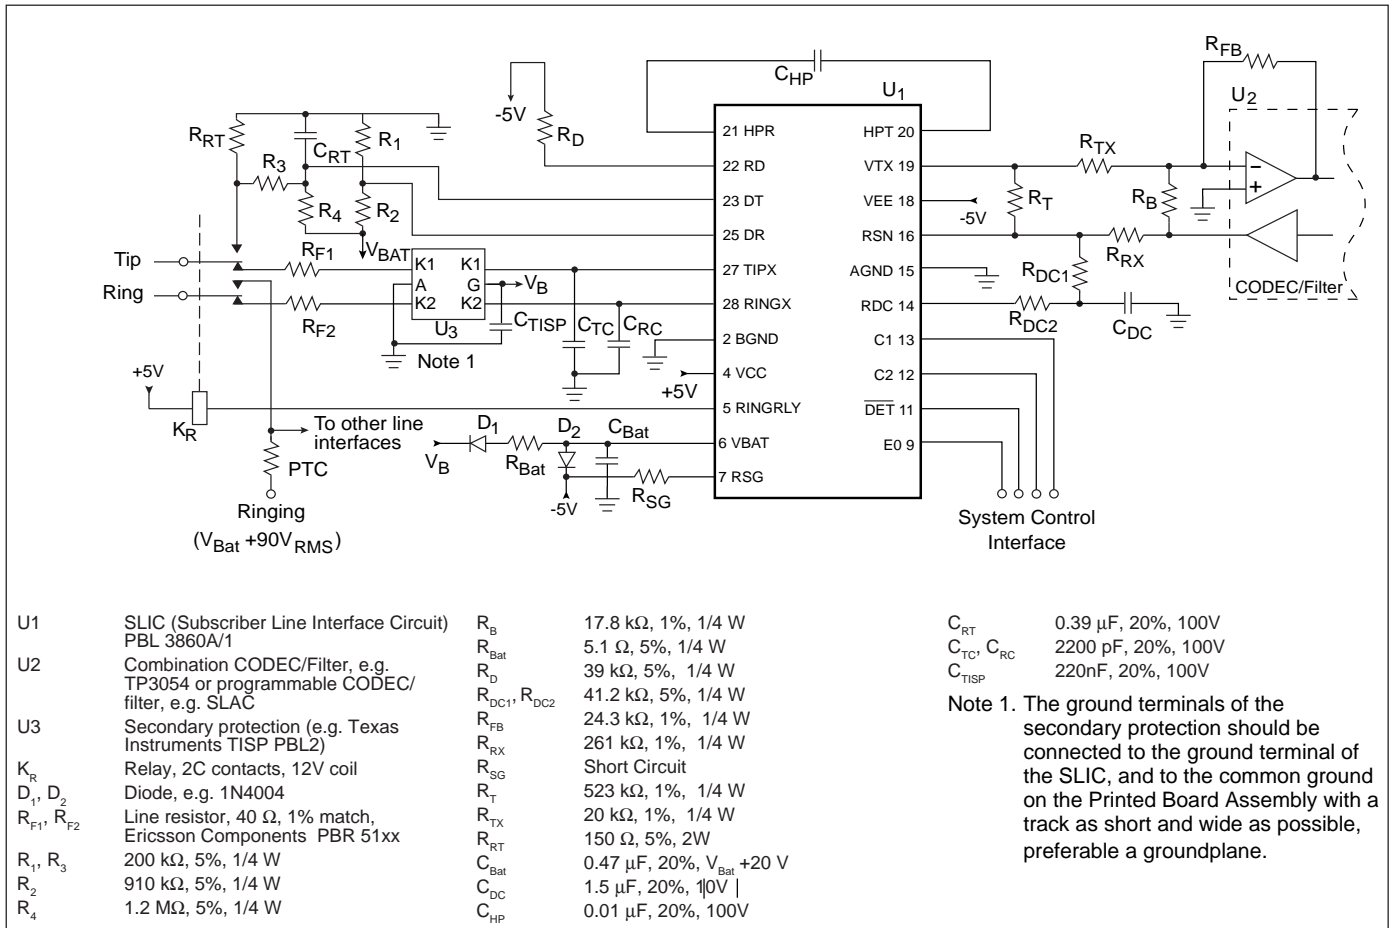 C_HP
R_FB
U_1
U_2
-5V
R_D
R_RT
C_RT
R_1
R_3
R_4
R_2
V_BAT
21 HPR
22 RD
23 DT
25 DR
27 TIPX
28 RINGX
2 BGND
4 VCC
5 RINGRLY
6 VBAT
7 RSG
HPT 20
VTX 19
VEE 18
RSN 16
AGND 15
RDC 14
C1 13
C2 12
DET 11
E0 9
R_TX
R_T
R_B
-5V
R_RX
R_DC1
R_DC2
C_DC
−
+
CODEC/Filter
Tip
Ring
R_F1
R_F2
K1 K1
A G
K2 K2
U_3
V_B
C_TISP
C_TC
C_RC
Note 1
+5V
+5V
K_R
To other line
interfaces
PTC
Ringing
(V_Bat +90V_RMS)
V_B
D_1
R_Bat
D_2
C_Bat
-5V
R_SG
System Control
Interface
U1 SLIC (Subscriber Line Interface Circuit)
PBL 3860A/1
U2 Combination CODEC/Filter, e.g.
TP3054 or programmable CODEC/
filter, e.g. SLAC
U3 Secondary protection (e.g. Texas
Instruments TISP PBL2)
K_R Relay, 2C contacts, 12V coil
D_1, D_2 Diode, e.g. 1N4004
R_F1, R_F2 Line resistor, 40 Ω, 1% match,
Ericsson Components PBR 51xx
R_1, R_3 200 kΩ, 5%, 1/4 W
R_2 910 kΩ, 5%, 1/4 W
R_4 1.2 MΩ, 5%, 1/4 W
R_B 17.8 kΩ, 1%, 1/4 W
R_Bat 5.1 Ω, 5%, 1/4 W
R_D 39 kΩ, 5%, 1/4 W
R_DC1, R_DC2 41.2 kΩ, 5%, 1/4 W
R_FB 24.3 kΩ, 1%, 1/4 W
R_RX 261 kΩ, 1%, 1/4 W
R_SG Short Circuit
R_T 523 kΩ, 1%, 1/4 W
R_TX 20 kΩ, 1%, 1/4 W
R_RT 150 Ω, 5%, 2W
C_Bat 0.47 μF, 20%, V_Bat +20 V
C_DC 1.5 μF, 20%, 10V |
C_HP 0.01 μF, 20%, 100V
C_RT 0.39 μF, 20%, 100V
C_TC, C_RC 2200 pF, 20%, 100V
C_TISP 220nF, 20%, 100V
Note 1. The ground terminals of the
secondary protection should be
connected to the ground terminal of
the SLIC, and to the common ground
on the Printed Board Assembly with a
track as short and wide as possible,
preferable a groundplane.